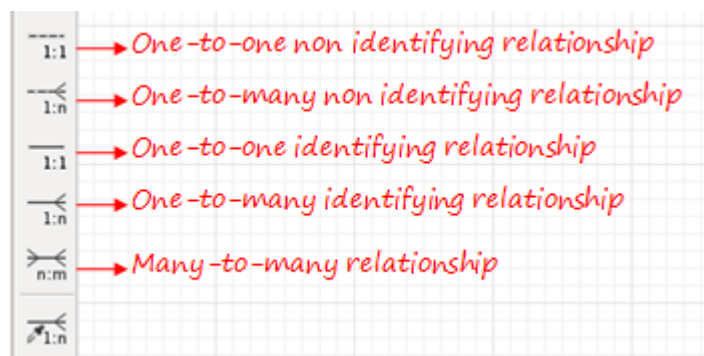 1:1 One-to-one non identifying relationship
1:n One-to-many non identifying relationship
1:1 One-to-one identifying relationship
1:n One-to-many identifying relationship
n:m Many-to-many relationship
1:n